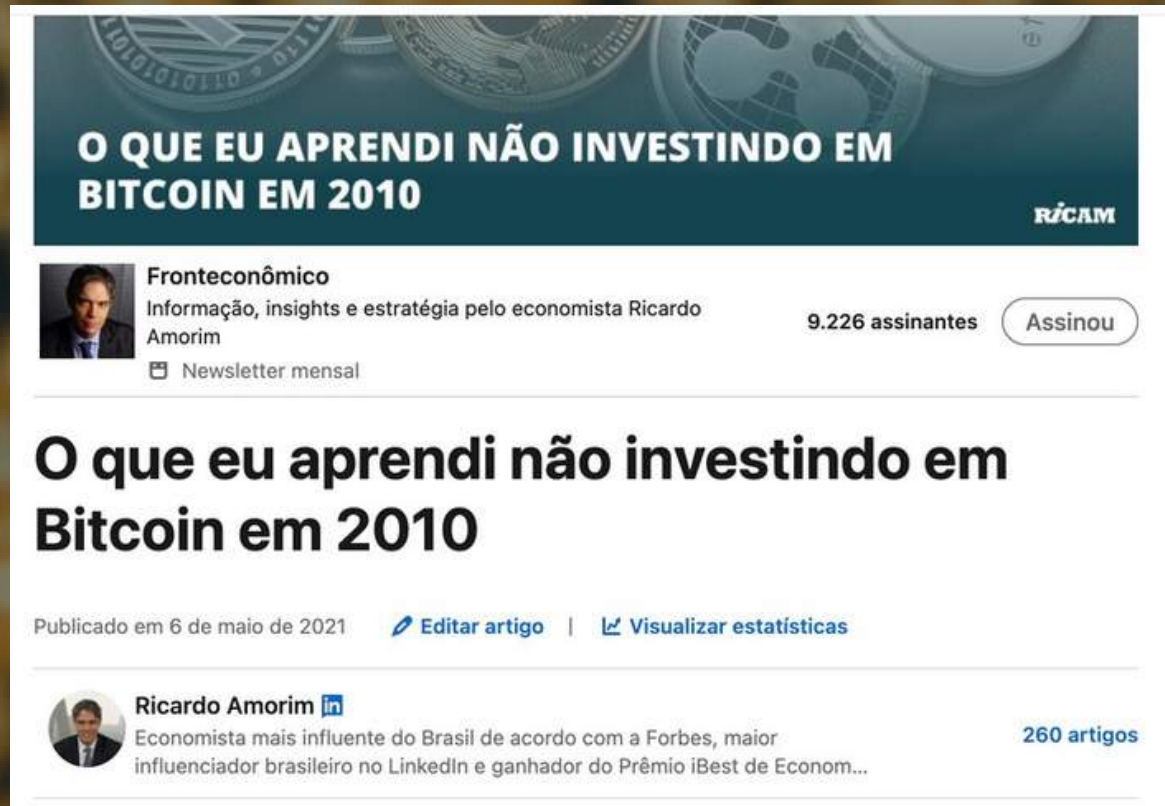 O QUE EU APRENDI NÃO INVESTINDO EM
BITCOIN EM 2010
RICAM
Fronteconômico
Informação, insights e estratégia pelo economista Ricardo
Amorim
9.226 assinantes
Assinou
Newsletter mensal
O que eu aprendi não investindo em
Bitcoin em 2010
Publicado em 6 de maio de 2021 Editar artigo | Visualizar estatísticas
Ricardo Amorim in
Economista mais influente do Brasil de acordo com a Forbes, maior
influenciador brasileiro no LinkedIn e ganhador do Prêmio iBest de Econom...
260 artigos